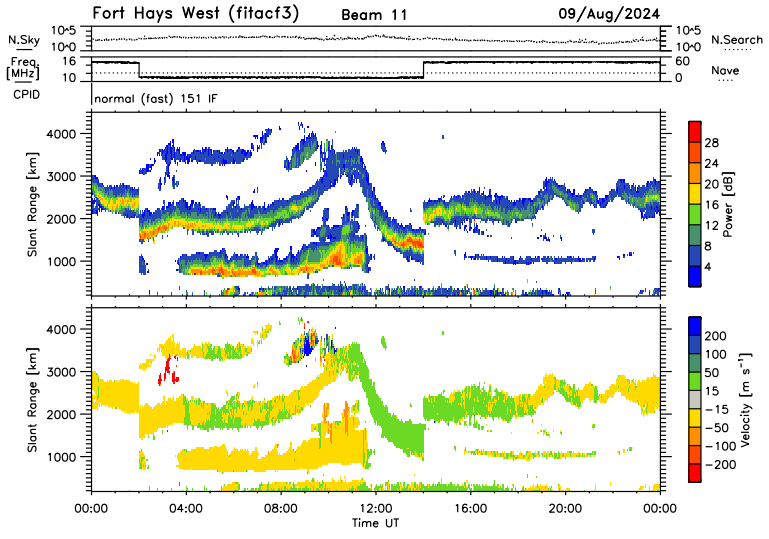 Fort Hays West (fitacf3) Beam 11 09/Aug/2024
N.Sky 10^5 10^0 10^5 10^0 N.Search
Freq. [MHz] 16 10 60 0 Nave
CPID normal (fast) 151 IF
Slant Range [km]
4000
3000
2000
1000
28
24
20
16
12
8
4
Power [dB]
Slant Range [km]
4000
3000
2000
1000
200
100
50
15
-15
-50
-100
-200
Velocity [m s⁻¹]
00:00 04:00 08:00 12:00 16:00 20:00 00:00
Time UT